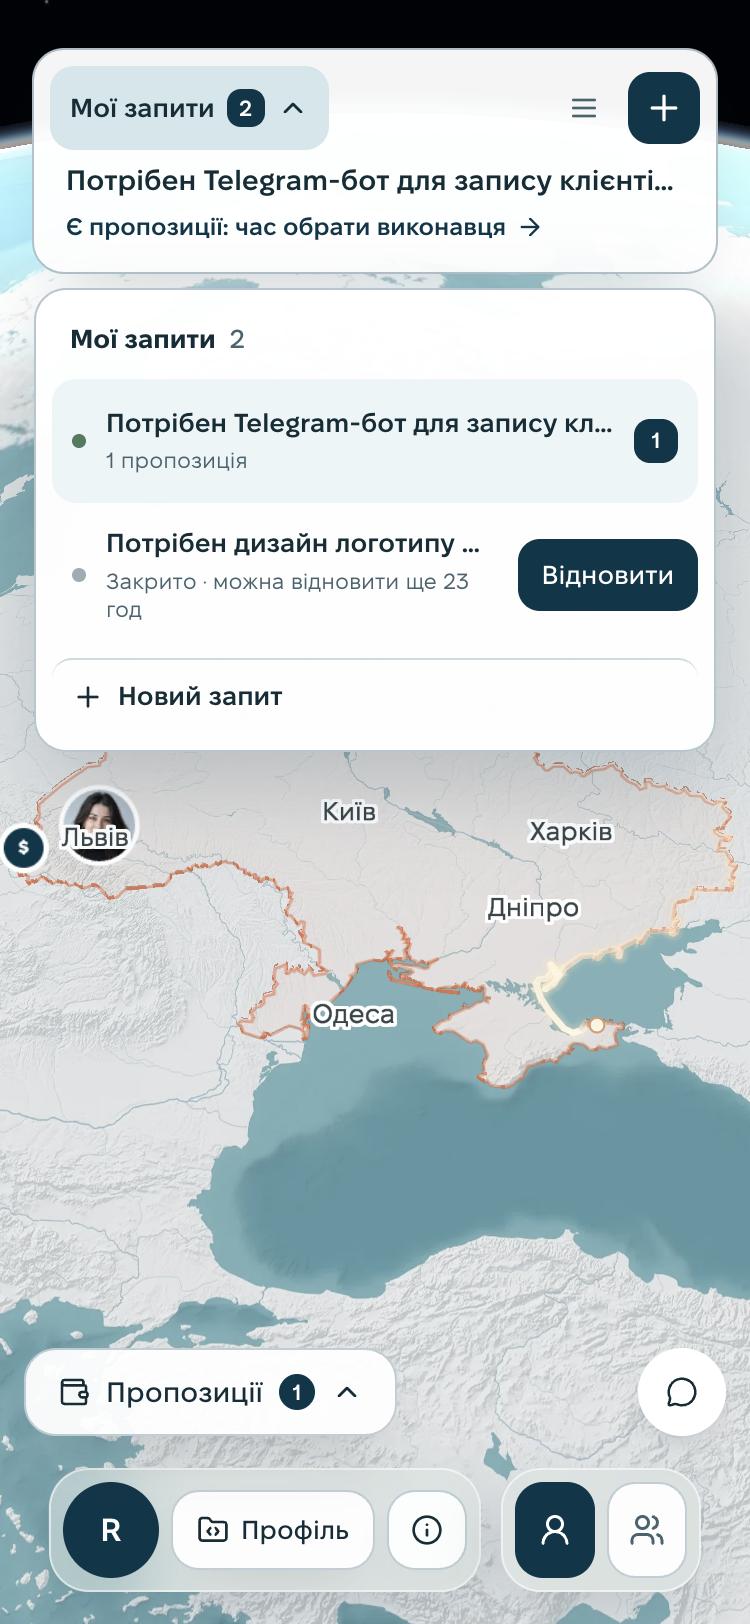 Мої запити 2
Потрібен Telegram-бот для запису клієнті...
Є пропозиції: час обрати виконавця →
Мої запити 2
Потрібен Telegram-бот для запису кл...
1 пропозиція
1
Потрібен дизайн логотипу ...
Закрито · можна відновити ще 23
год
Відновити
+ Новий запит
Київ
Харків
$
Львів
Дніпро
Одеса
Пропозиції 1
R
Профіль